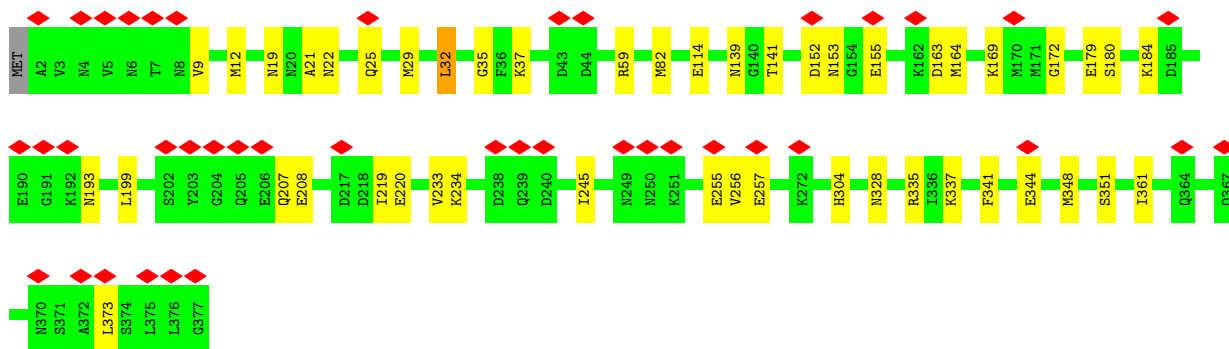 MET A2 V3 N4 V5 N6 T7 N8 V9 M12 N19 N20 A21 N22 Q25 M29 L32 G35 F36 K37 D43 D44 R59 M82 E114 N139 G140 T141 D152 N153 G154 E155 K162 D163 M164 K169 M170 M171 G172 E179 S180 K184 D185
E190 G191 K192 N193 L199 S202 Y203 G204 Q205 E206 Q207 E208 D217 D218 I219 E220 V233 K234 D238 Q239 D240 I245 N249 N250 K251 E255 V256 E257 K272 H304 N328 R335 I336 K337 F341 E344 M348 S351 I361 Q364 Q367
N370 S371 A372 L373 S374 L375 L376 G377